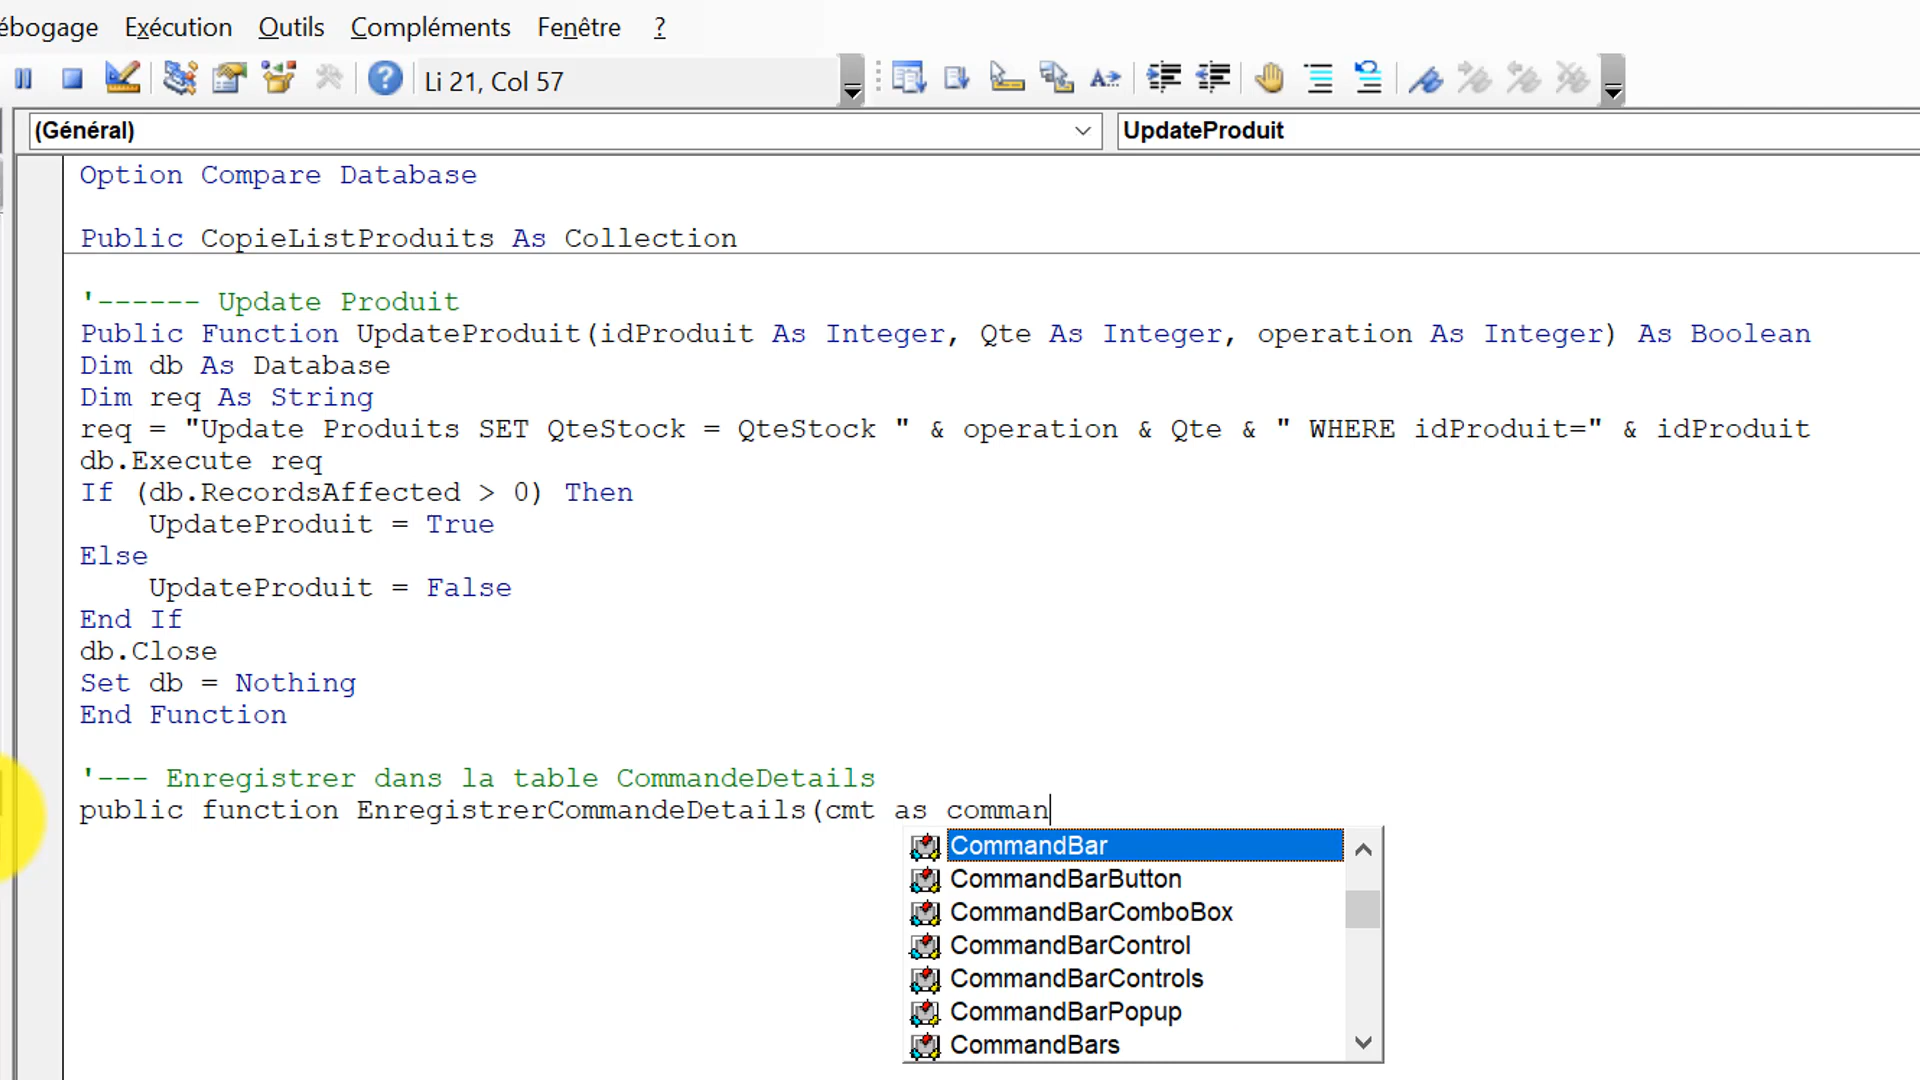 ébogage Exécution Outils Compléments Fenêtre ?
Li 21, Col 57
(Général) UpdateProduit
Option Compare Database
Public CopieListProduits As Collection
'------ Update Produit
Public Function UpdateProduit(idProduit As Integer, Qte As Integer, operation As Integer) As Boolean
Dim db As Database
Dim req As String
req = "Update Produits SET QteStock = QteStock " & operation & Qte & " WHERE idProduit=" & idProduit
db.Execute req
If (db.RecordsAffected > 0) Then
UpdateProduit = True
Else
UpdateProduit = False
End If
db.Close
Set db = Nothing
End Function
'--- Enregistrer dans la table CommandeDetails
public function EnregistrerCommandeDetails(cmt as comman
CommandBar
CommandBarButton
CommandBarComboBox
CommandBarControl
CommandBarControls
CommandBarPopup
CommandBars